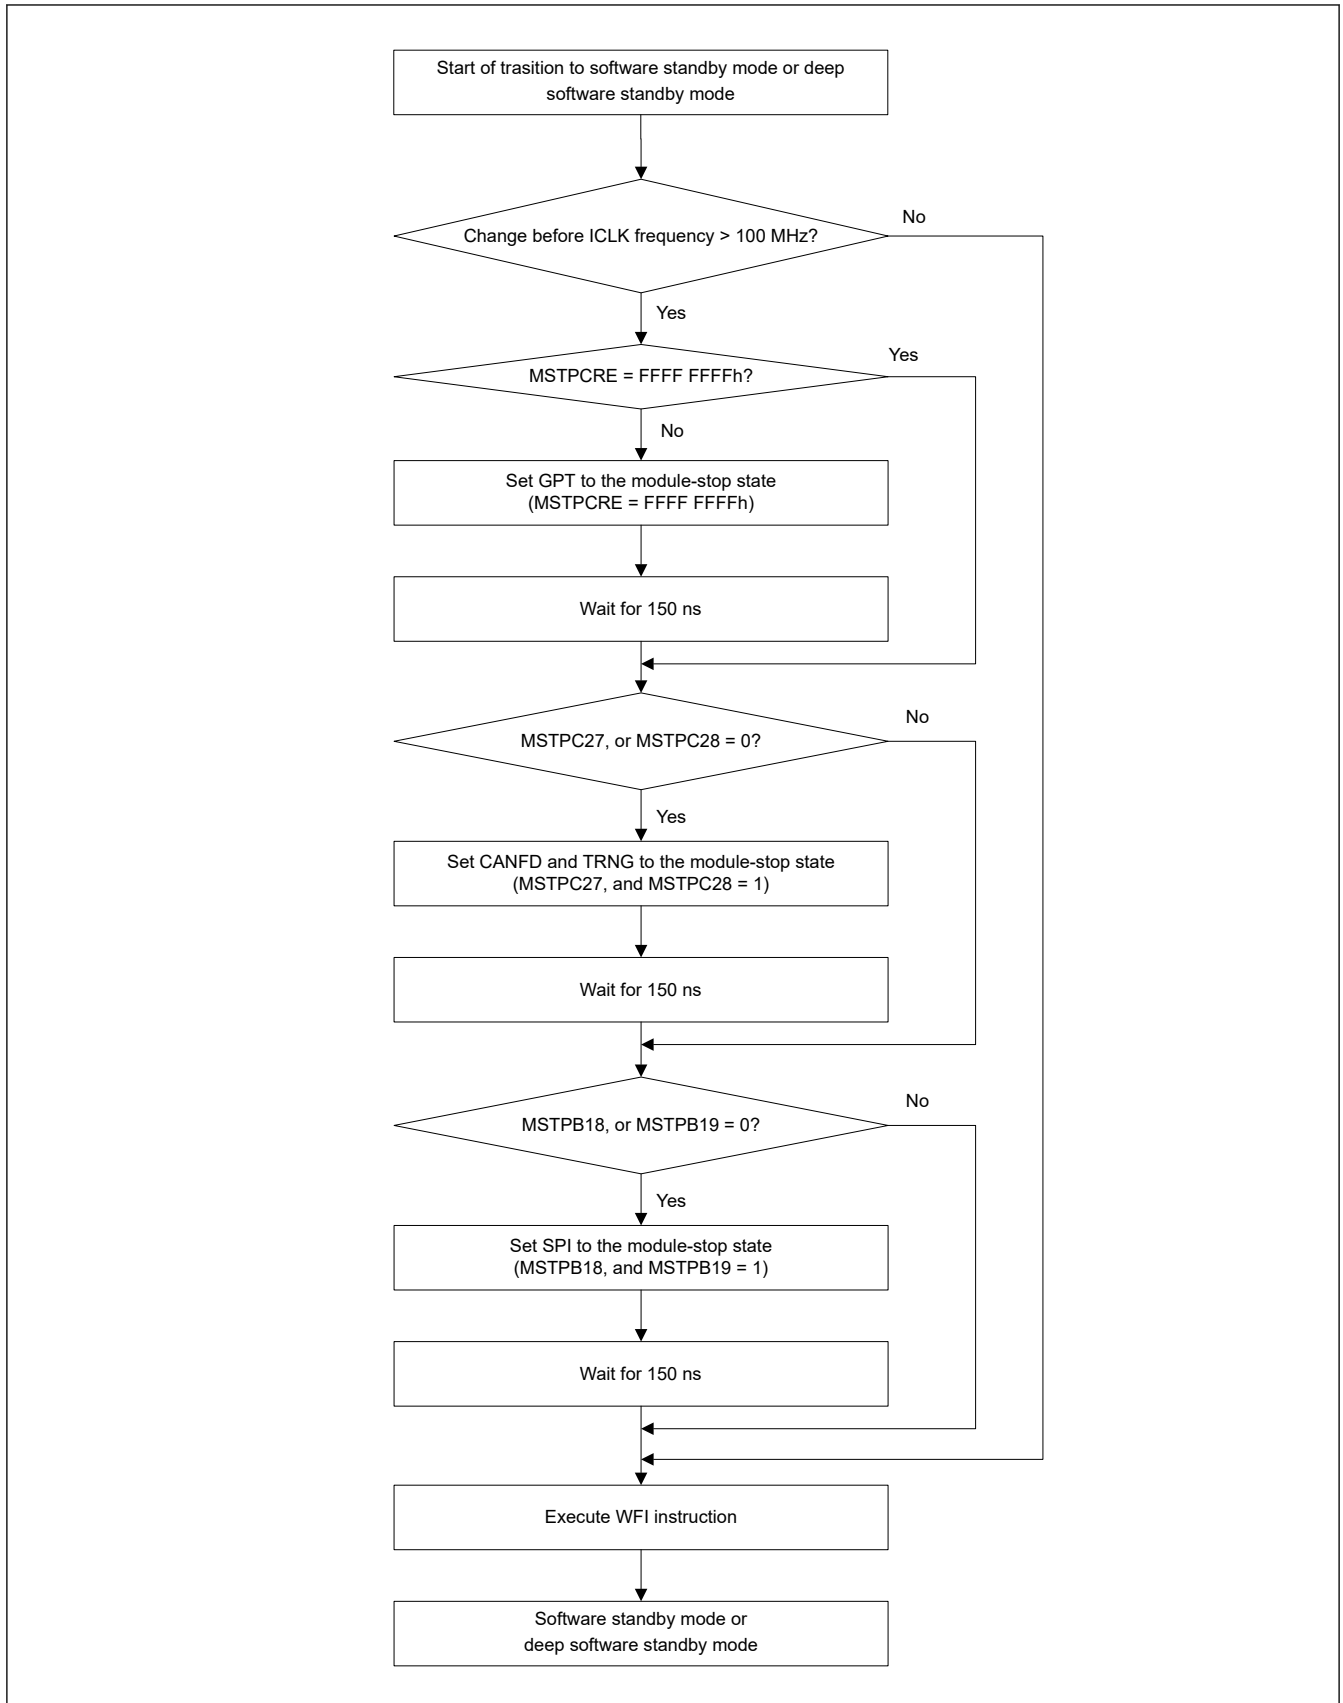 Start of trasition to software standby mode or deep
software standby mode
Change before ICLK frequency > 100 MHz?
No
Yes
MSTPCRE = FFFF FFFFh?
Yes
No
Set GPT to the module-stop state
(MSTPCRE = FFFF FFFFh)
Wait for 150 ns
MSTPC27, or MSTPC28 = 0?
No
Yes
Set CANFD and TRNG to the module-stop state
(MSTPC27, and MSTPC28 = 1)
Wait for 150 ns
MSTPB18, or MSTPB19 = 0?
No
Yes
Set SPI to the module-stop state
(MSTPB18, and MSTPB19 = 1)
Wait for 150 ns
Execute WFI instruction
Software standby mode or
deep software standby mode